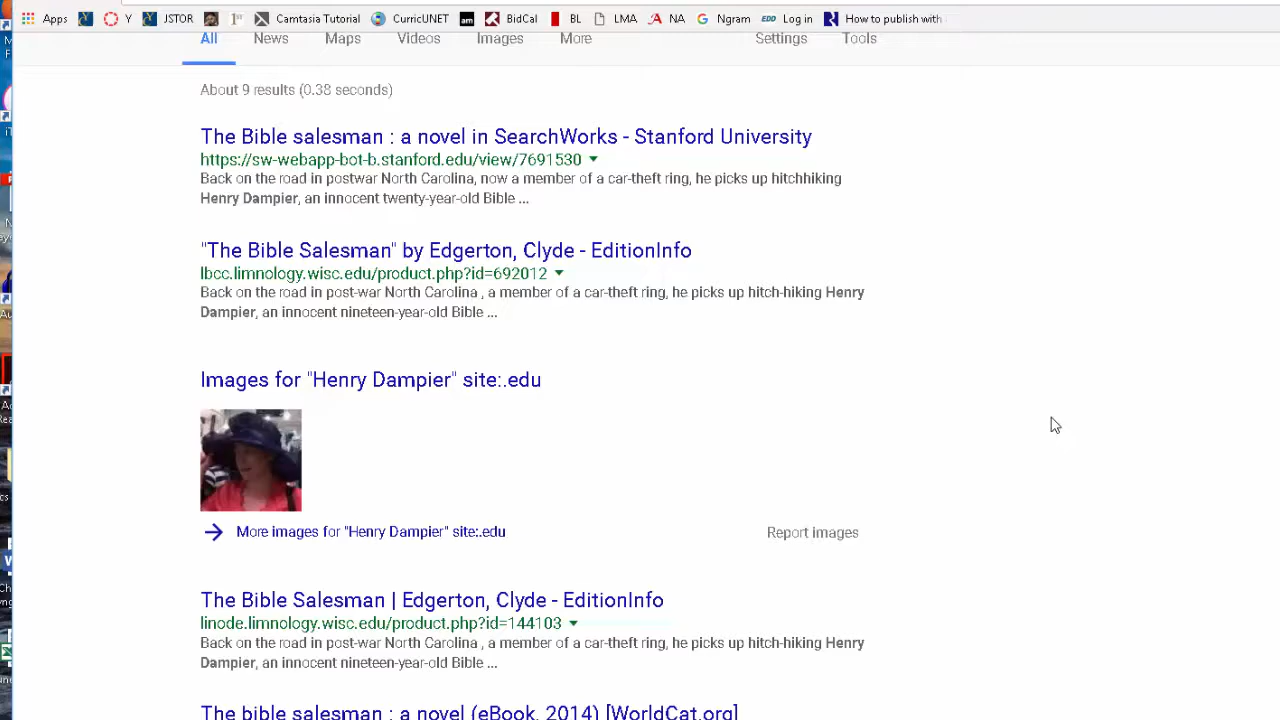 Apps Y JSTOR 1st Camtasia Tutorial CurricUNET am BidCal BL LMA NA Ngram EDD Log in How to publish with
All News Maps Videos Images More Settings Tools
About 9 results (0.38 seconds)
The Bible salesman : a novel in SearchWorks - Stanford University
https://sw-webapp-bot-b.stanford.edu/view/7691530
Back on the road in postwar North Carolina, now a member of a car-theft ring, he picks up hitchhiking
Henry Dampier, an innocent twenty-year-old Bible ...
"The Bible Salesman" by Edgerton, Clyde - EditionInfo
lbcc.limnology.wisc.edu/product.php?id=692012
Back on the road in post-war North Carolina , a member of a car-theft ring, he picks up hitch-hiking Henry
Dampier, an innocent nineteen-year-old Bible ...
Images for "Henry Dampier" site:.edu
More images for "Henry Dampier" site:.edu Report images
The Bible Salesman | Edgerton, Clyde - EditionInfo
linode.limnology.wisc.edu/product.php?id=144103
Back on the road in post-war North Carolina , a member of a car-theft ring, he picks up hitch-hiking Henry
Dampier, an innocent nineteen-year-old Bible ...
The bible salesman : a novel (eBook, 2014) [WorldCat.org]